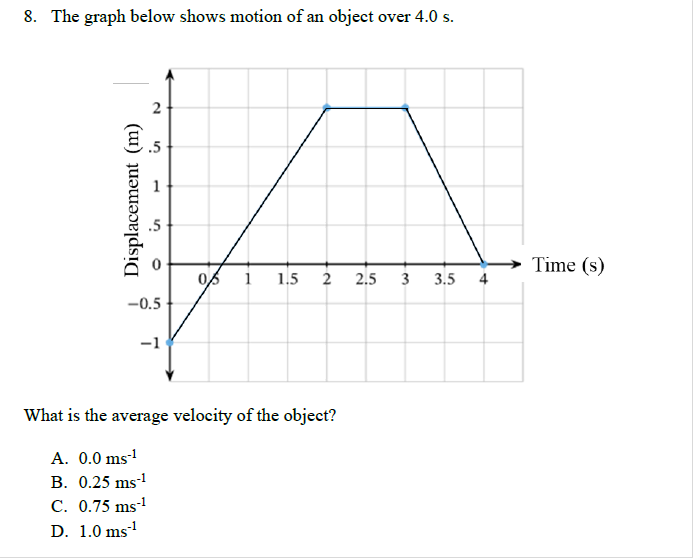 8. The graph below shows motion of an object over 4.0 s.
2
.5
1
.5
0
−0.5
−1
Displacement (m)
0.5 1 1.5 2 2.5 3 3.5 4
Time (s)
What is the average velocity of the object?
A. 0.0 ms⁻¹
B. 0.25 ms⁻¹
C. 0.75 ms⁻¹
D. 1.0 ms⁻¹